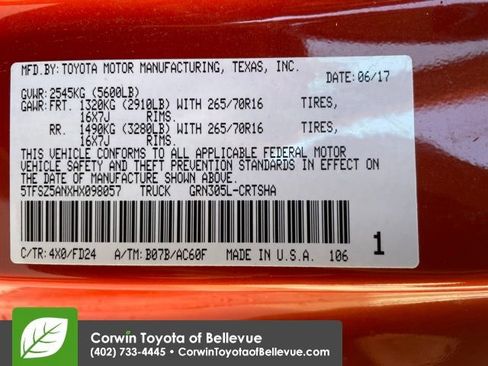 MFD.BY: TOYOTA MOTOR MANUFACTURING, TEXAS, INC.
DATE: 06/17
GVWR: 2545KG (5600LB)
GAWR: FRT. 1320KG (2910LB) WITH 265/70R16 TIRES,
16X7J RIMS.
RR. 1490KG (3280LB) WITH 265/70R16 TIRES,
16X7J RIMS.
THIS VEHICLE CONFORMS TO ALL APPLICABLE FEDERAL MOTOR
VEHICLE SAFETY AND THEFT PREVENTION STANDARDS IN EFFECT ON
THE DATE OF MANUFACTURE SHOWN ABOVE.
5TFSZ5ANXHX098057 TRUCK GRN305L-CRTSHA
C/TR: 4X0/FD24 A/TM: B07B/AC60F MADE IN U.S.A. 106 1
Corwin Toyota of Bellevue
(402) 733-4445 • CorwinToyotaofBellevue.com